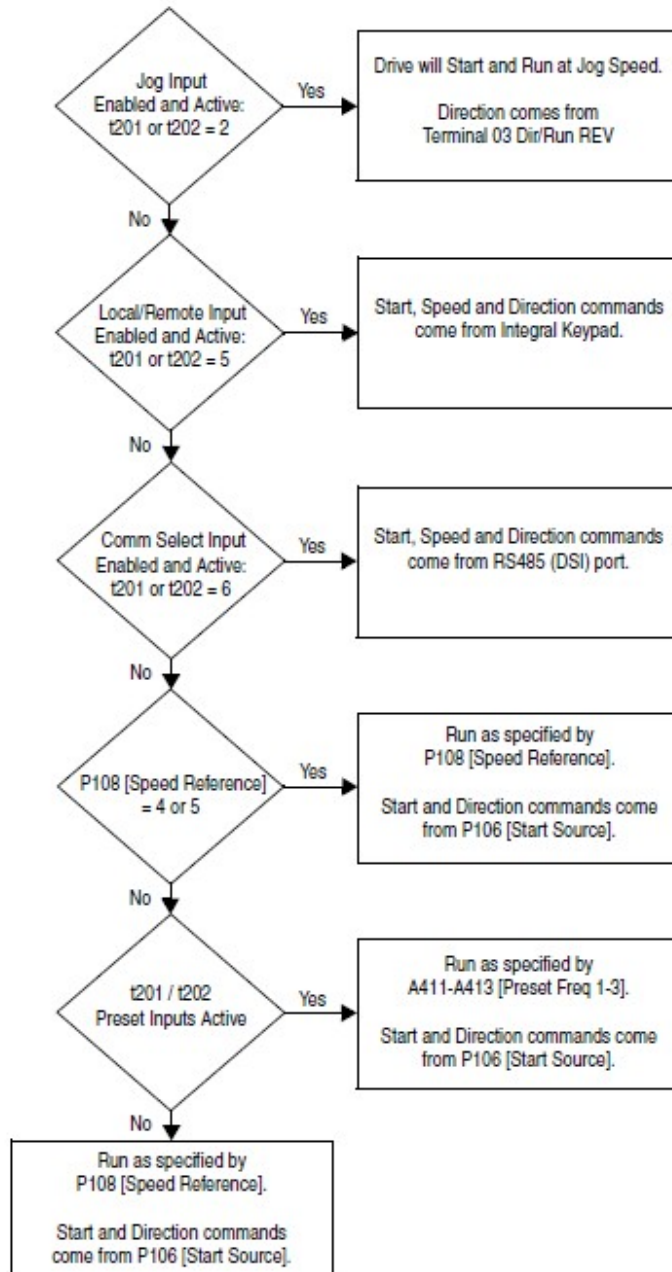 Jog Input
Enabled and Active:
t201 or t202 = 2
Yes
Drive will Start and Run at Jog Speed.
Direction comes from
Terminal 03 Dir/Run REV
No
Local/Remote Input
Enabled and Active:
t201 or t202 = 5
Yes
Start, Speed and Direction commands
come from Integral Keypad.
No
Comm Select Input
Enabled and Active:
t201 or t202 = 6
Yes
Start, Speed and Direction commands
come from RS485 (DSI) port.
No
P108 [Speed Reference]
= 4 or 5
Yes
Run as specified by
P108 [Speed Reference].
Start and Direction commands come
from P106 [Start Source].
No
t201 / t202
Preset Inputs Active
Yes
Run as specified by
A411-A413 [Preset Freq 1-3].
Start and Direction commands come
from P106 [Start Source].
No
Run as specified by
P108 [Speed Reference].
Start and Direction commands
come from P106 [Start Source].